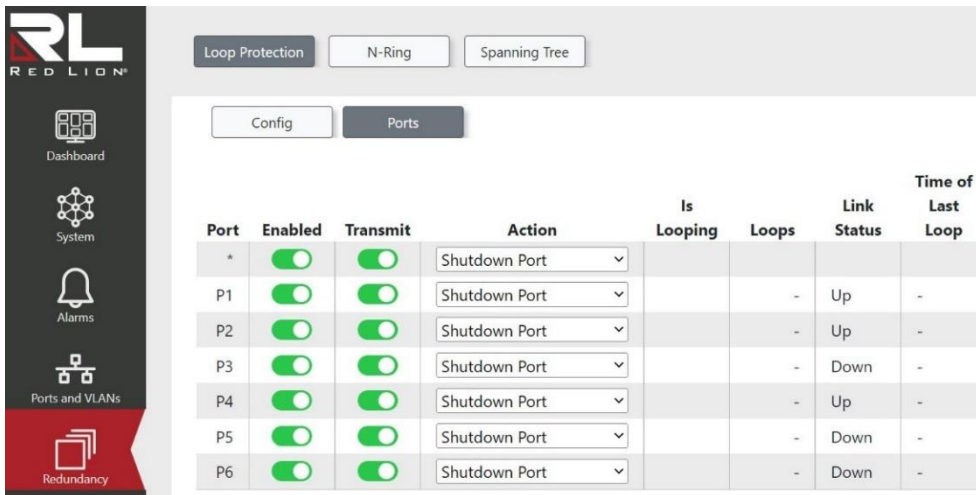 RL
RED LION®
Dashboard
System
Alarms
Ports and VLANs
Redundancy
Loop Protection N-Ring Spanning Tree
Config Ports
Port Enabled Transmit Action Is Looping Loops Link Status Time of Last Loop
* Shutdown Port
P1 Shutdown Port - Up -
P2 Shutdown Port - Up -
P3 Shutdown Port - Down -
P4 Shutdown Port - Up -
P5 Shutdown Port - Down -
P6 Shutdown Port - Down -